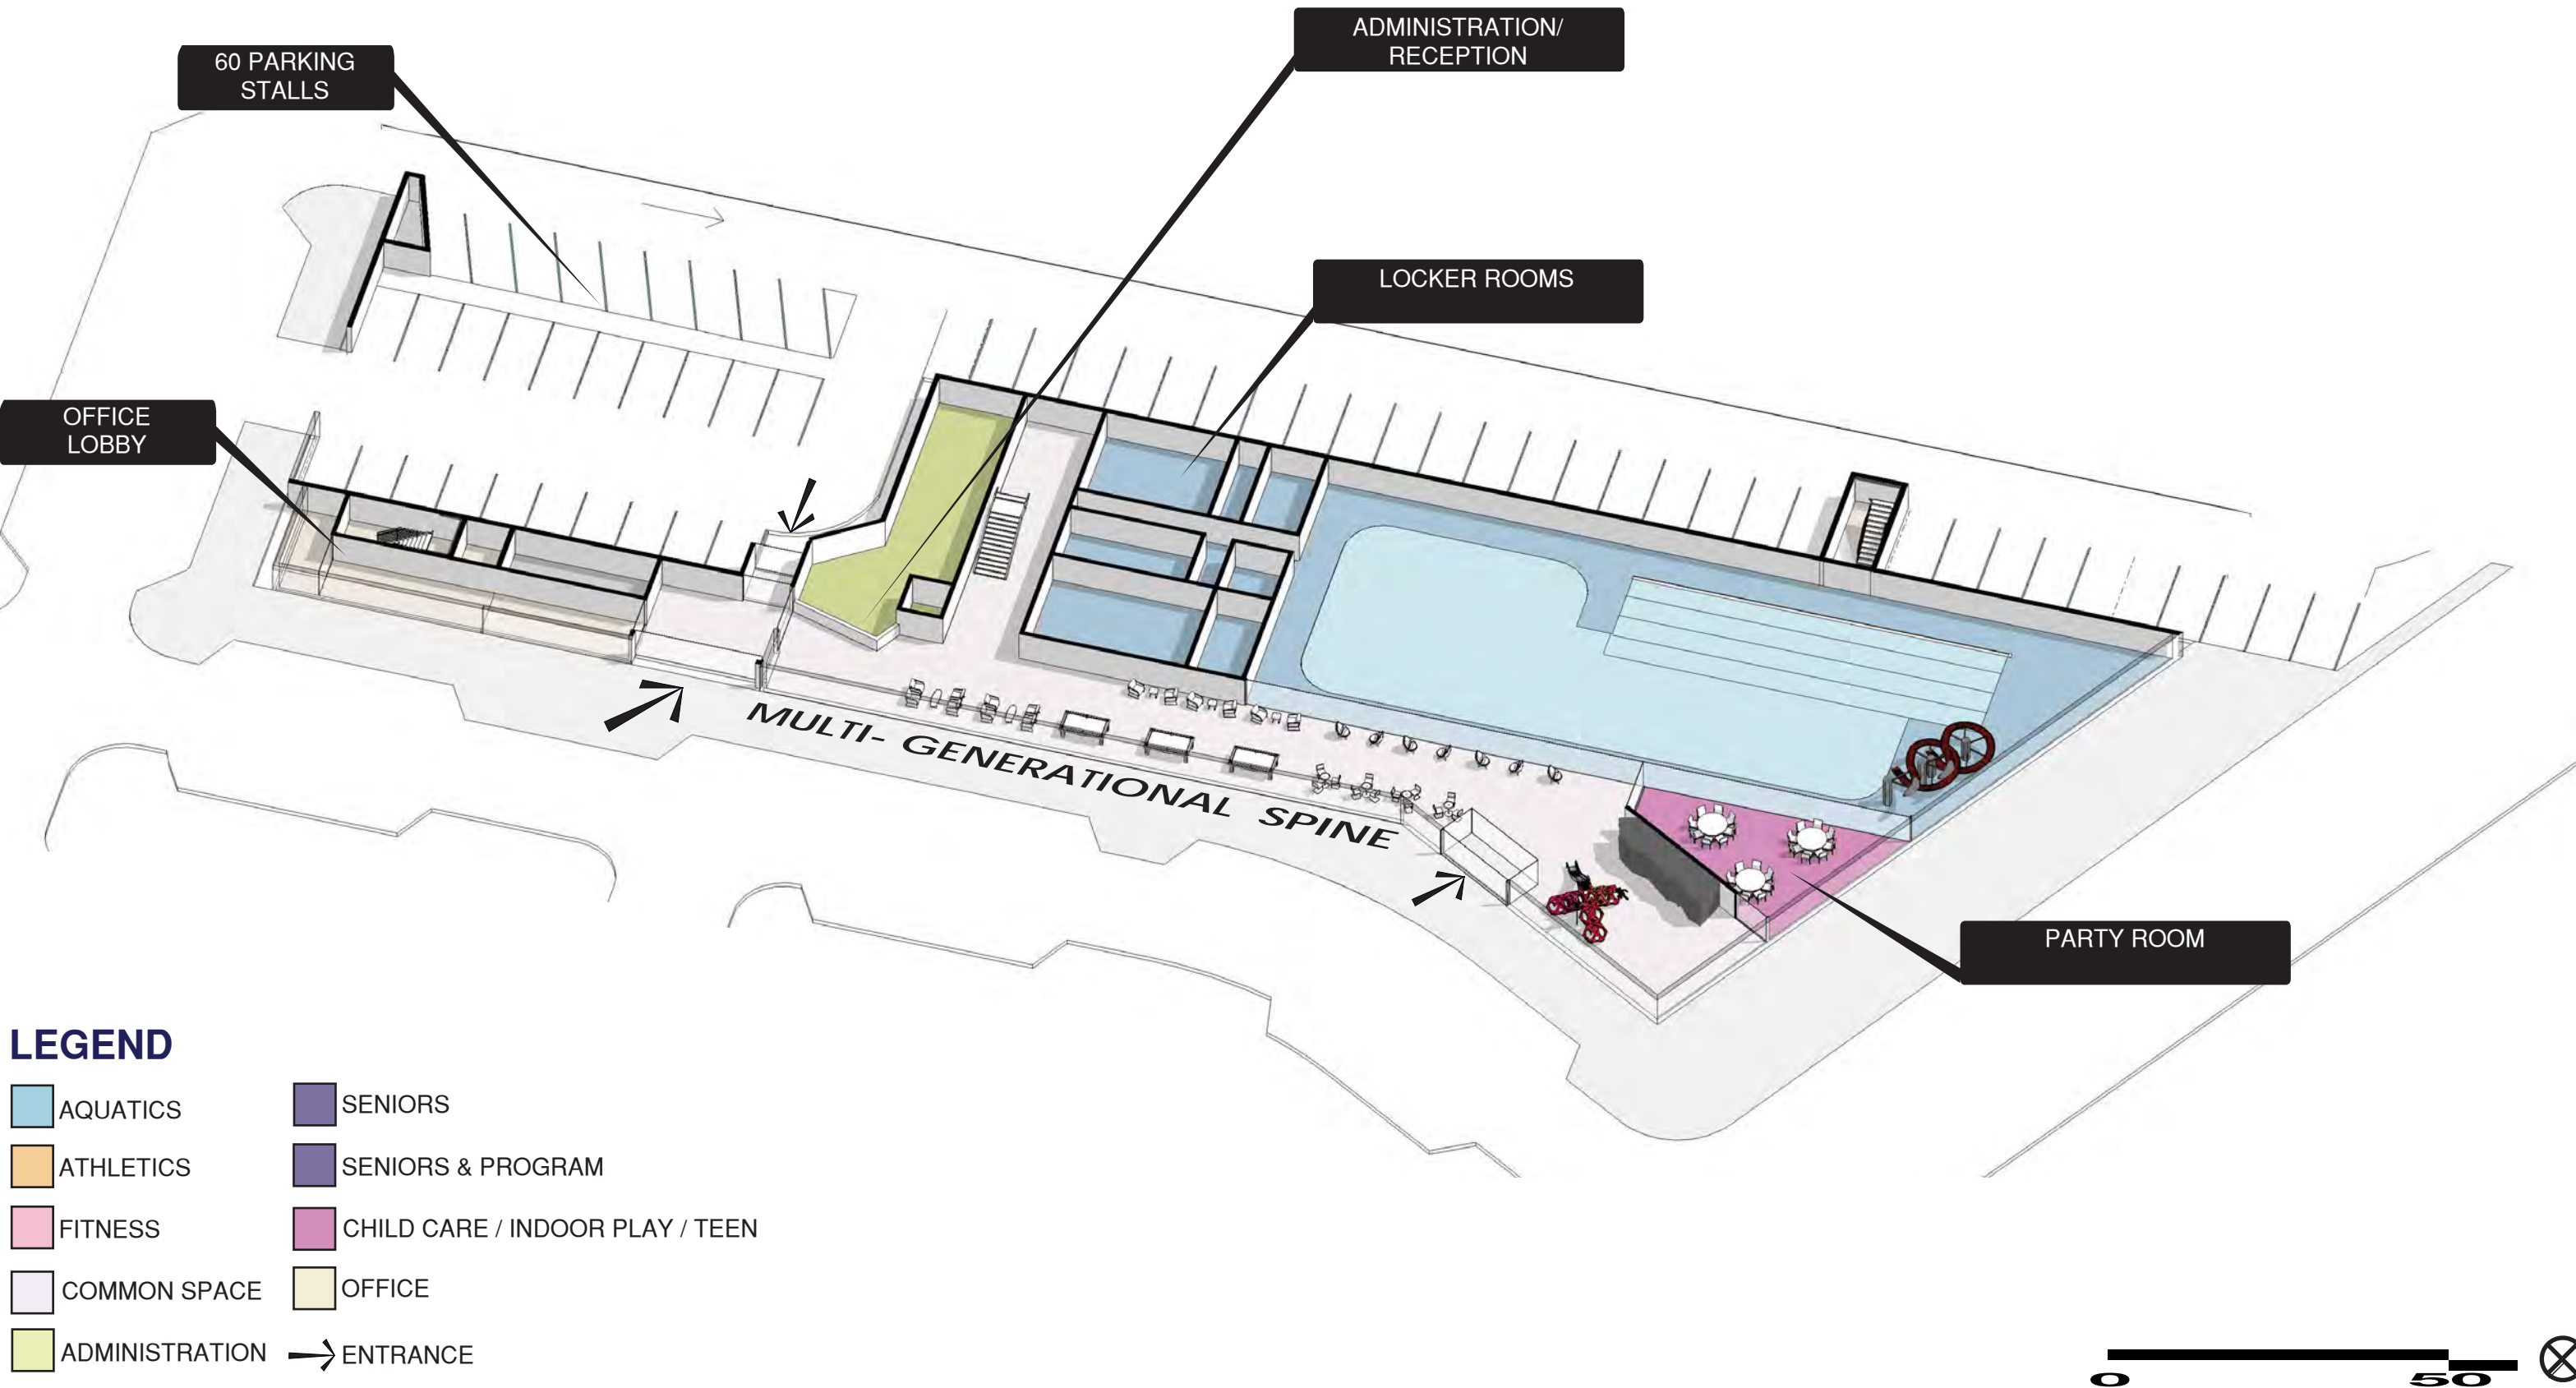 ADMINISTRATION/
RECEPTION
60 PARKING
STALLS
LOCKER ROOMS
OFFICE
LOBBY
MULTI- GENERATIONAL SPINE
PARTY ROOM
LEGEND
AQUATICS
ATHLETICS
FITNESS
COMMON SPACE
ADMINISTRATION
SENIORS
SENIORS & PROGRAM
CHILD CARE / INDOOR PLAY / TEEN
OFFICE
ENTRANCE
0 50